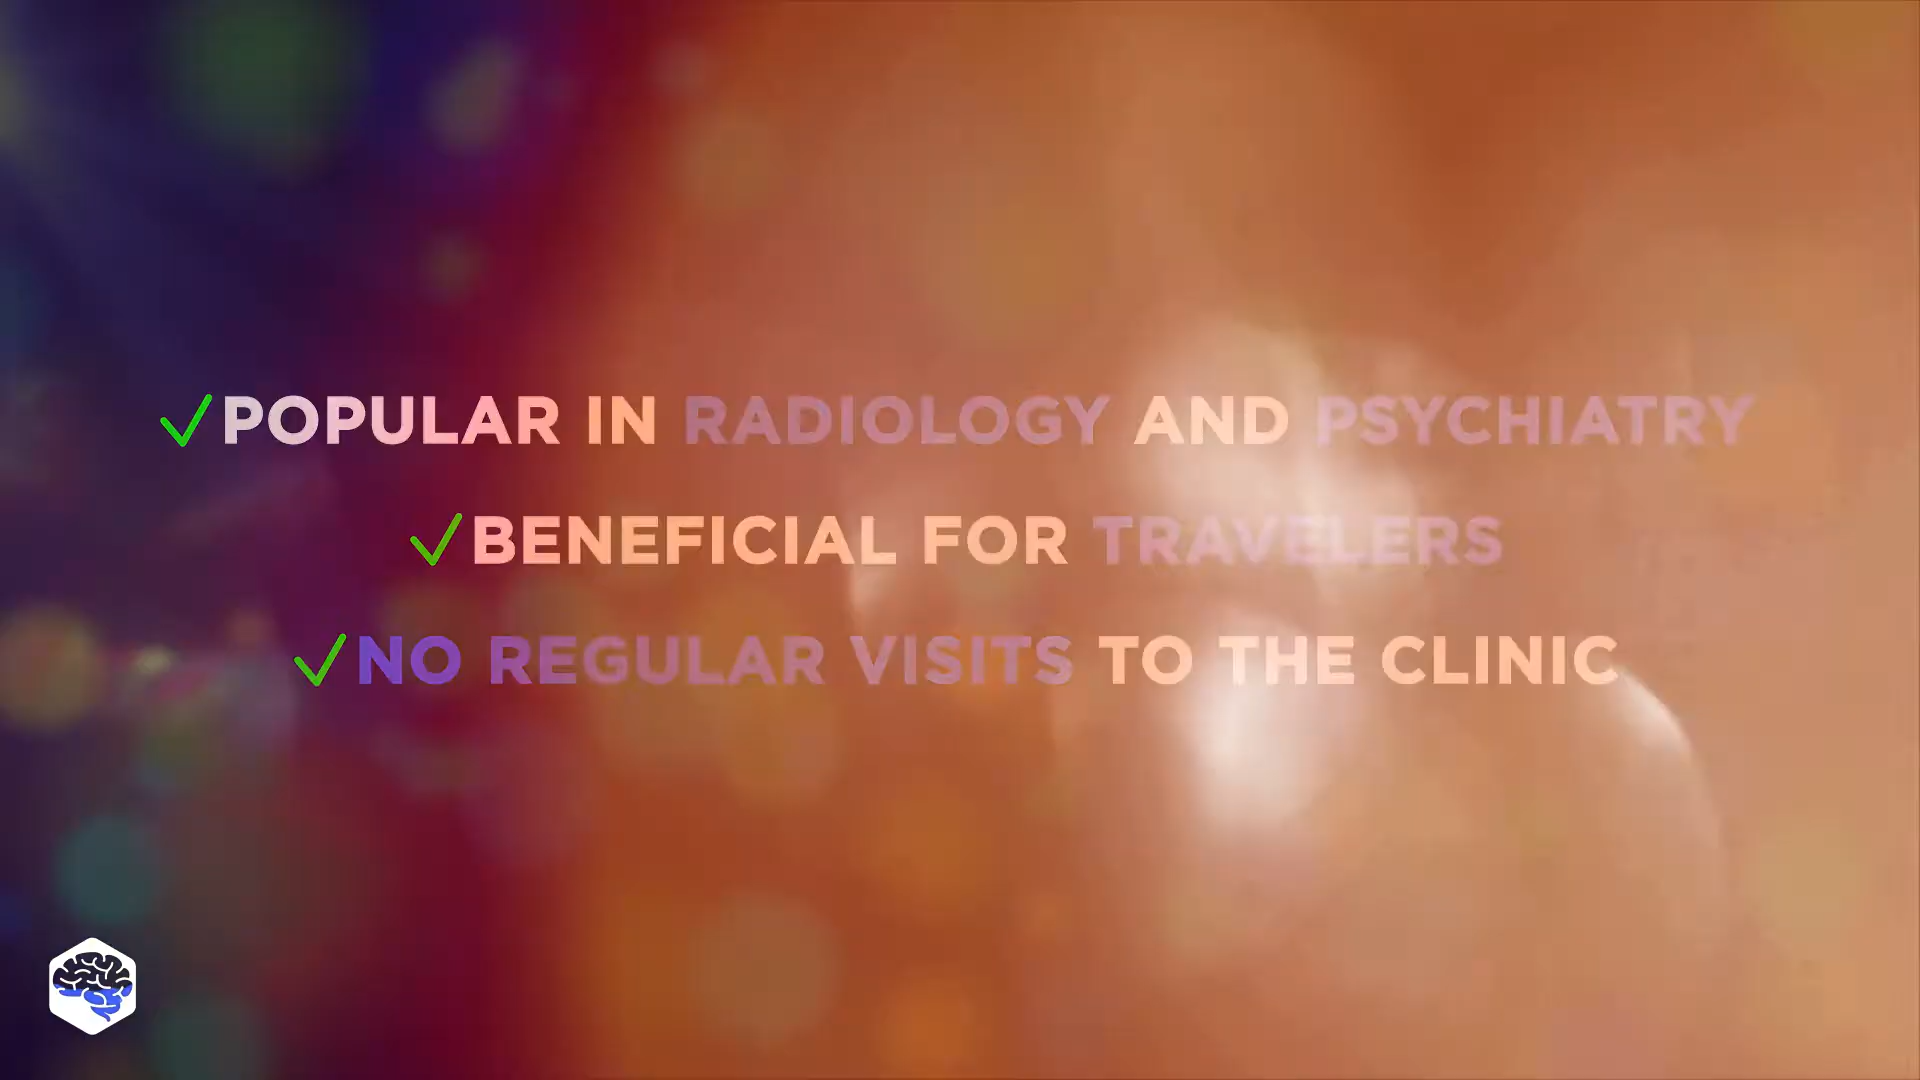 POPULAR IN RADIOLOGY AND PSYCHIATRY
BENEFICIAL FOR TRAVELERS
NO REGULAR VISITS TO THE CLINIC